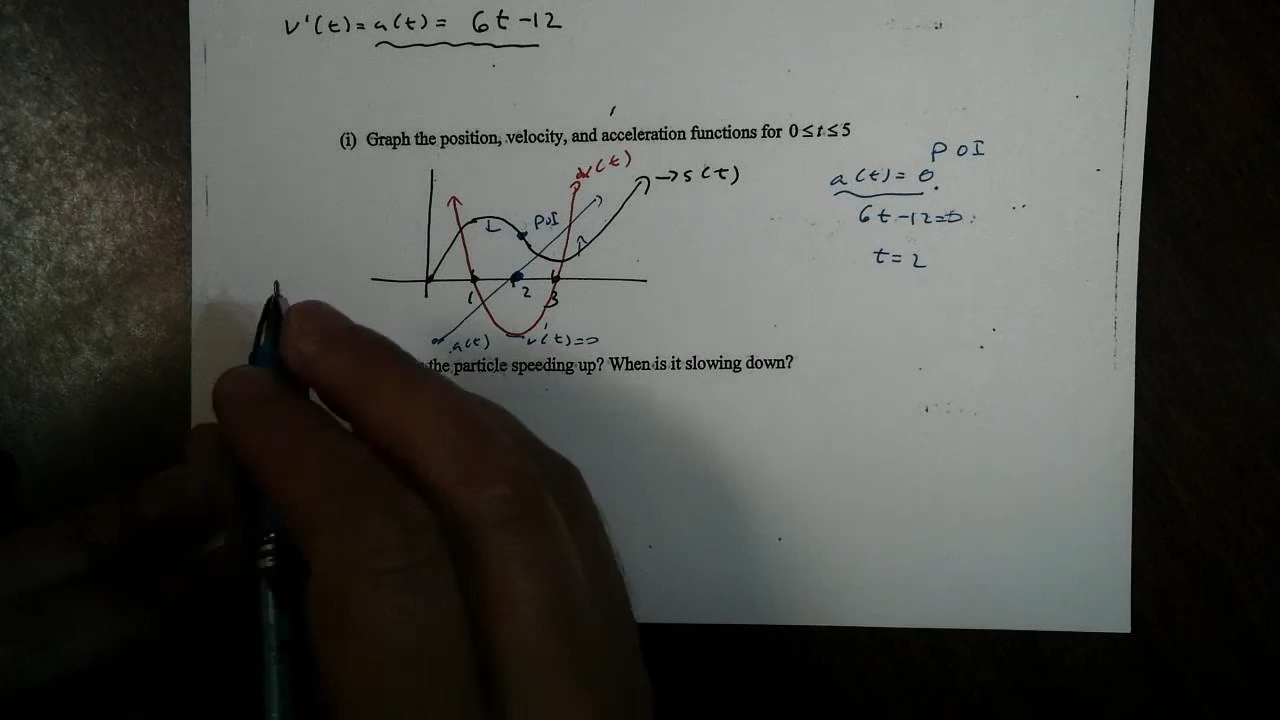 v'(t) = a(t) = 6t-12
(i) Graph the position, velocity, and acceleration functions for 0≤t≤5
POI
v(t)
→s(t)
a(t) = 0.
POI
6t-12=0
t=2
1
2
3
a(t)
v'(t)=0
the particle speeding up? When is it slowing down?